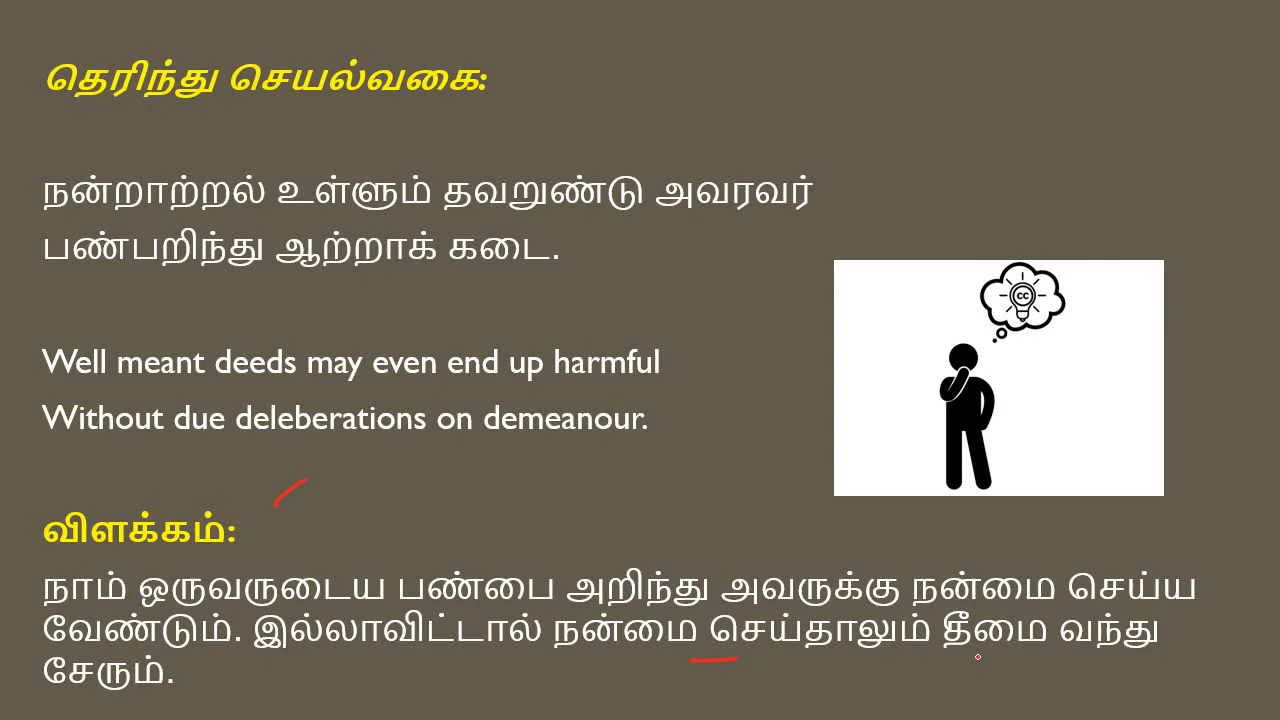 தெரிந்து செயல்வகை:
நன்றாற்றல் உள்ளும் தவறுண்டு அவரவர்
பண்பறிந்து ஆற்றாக் கடை.
Well meant deeds may even end up harmful
Without due deleberations on demeanour.
CC
விளக்கம்:
நாம் ஒருவருடைய பண்பை அறிந்து அவருக்கு நன்மை செய்ய
வேண்டும். இல்லாவிட்டால் நன்மை செய்தாலும் தீமை வந்து
சேரும்.